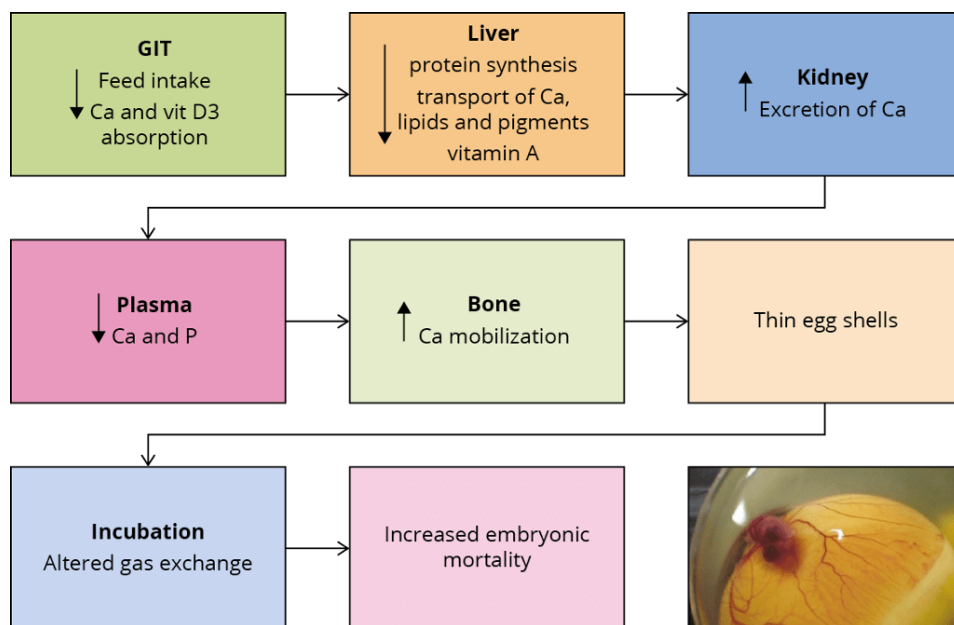 GIT
Feed intake
Ca and vit D3
absorption
Liver
protein synthesis
transport of Ca,
lipids and pigments
vitamin A
Kidney
Excretion of Ca
Plasma
Ca and P
Bone
Ca mobilization
Thin egg shells
Incubation
Altered gas exchange
Increased embryonic
mortality